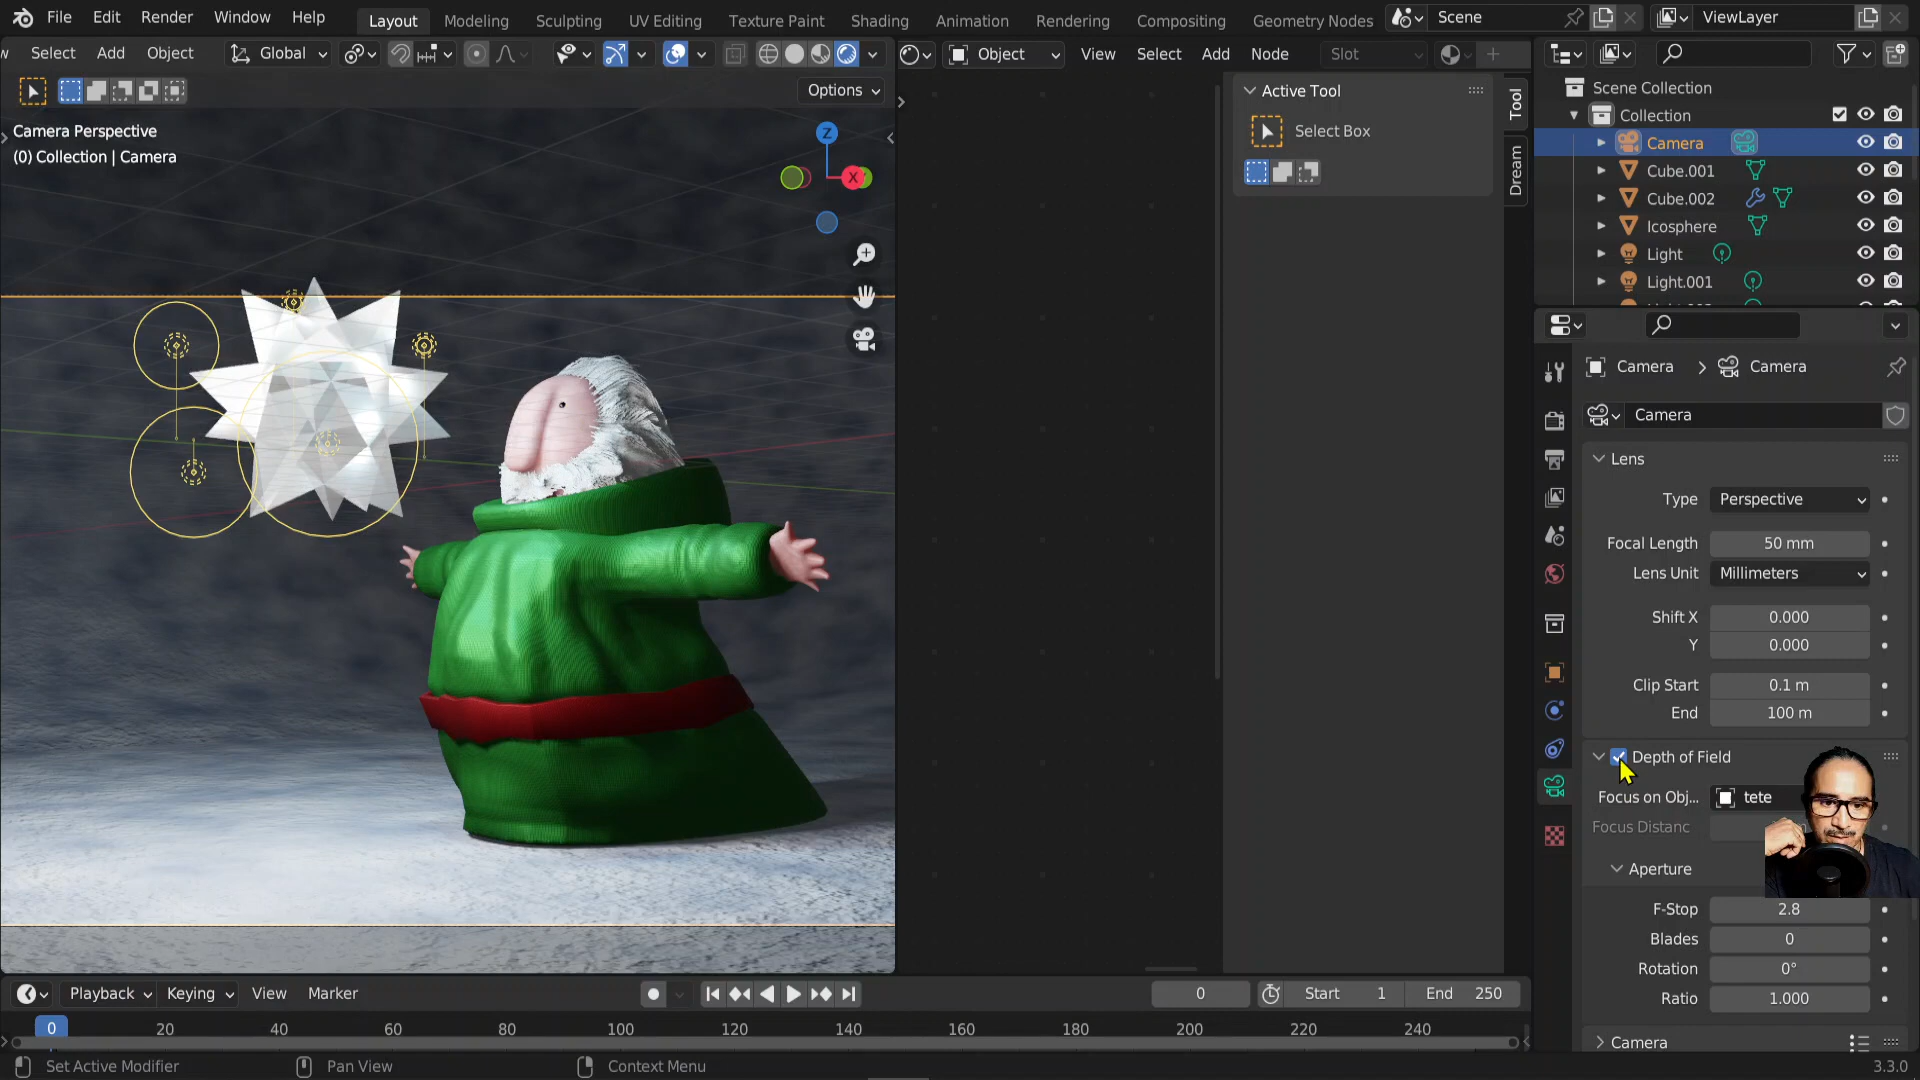 File Edit Render Window Help Layout Modeling Sculpting UV Editing Texture Paint Shading Animation Rendering Compositing Geometry Nodes Scene ViewLayer
Select Add Object Global Object View Select Add Node Slot
Options
Camera Perspective
(0) Collection | Camera
Z
X
Active Tool
Select Box
Tool
Dream
Scene Collection
Collection
Camera
Cube.001
Cube.002
Icosphere
Light
Light.001
Camera > Camera
Camera
Lens
Type Perspective
Focal Length 50 mm
Lens Unit Millimeters
Shift X 0.000
Y 0.000
Clip Start 0.1 m
End 100 m
Depth of Field
Focus on Obj... tete
Focus Distanc
Aperture
F-Stop 2.8
Blades 0
Rotation 0°
Ratio 1.000
Camera
Playback Keying View Marker 0 Start 1 End 250
0 20 40 60 80 100 120 140 160 180 200 220 240
Set Active Modifier Pan View Context Menu 3.3.0